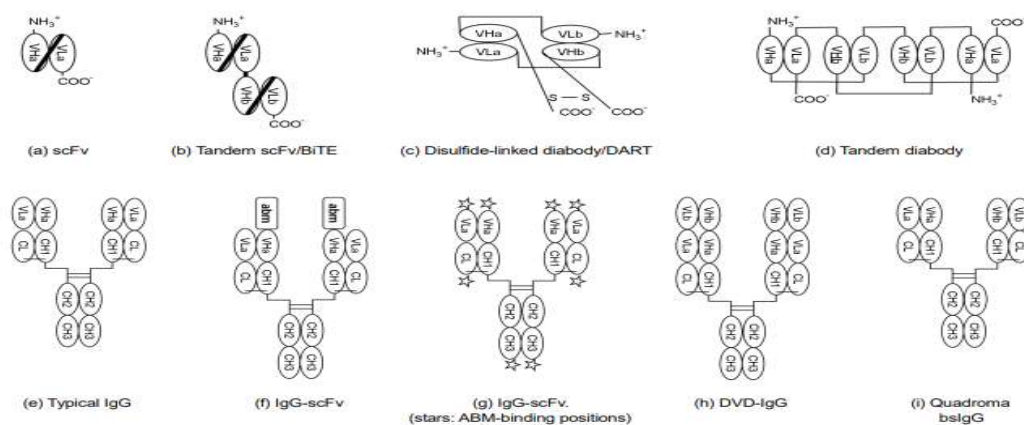 NH₃⁺
VHa VLa
COO⁻
(a) scFv
NH₃⁺
VHa VLa
VHb VLb
COO⁻
(b) Tandem scFv/BiTE
VHa VLb NH₃⁺
NH₃⁺ VLa VHb
S — S
COO⁻ COO⁻
(c) Disulfide-linked diabody/DART
NH₃⁺ COO⁻
VHa VLa VLb VHb VLb VHa VLa
COO⁻ NH₃⁺
(d) Tandem diabody
VLa VHa VHa VLa
CL CH1 CH1 CL
CH2 CH2
CH3 CH3
(e) Typical IgG
abm abm
VLa VHa VHa VLa
CL CH1 CH1 CL
CH2 CH2
CH3 CH3
(f) IgG-scFv
VLa VHa VHa VLa
CL CH1 CH1 CL
CH2 CH2
CH3 CH3
(g) IgG-scFv.
(stars: ABM-binding positions)
VLb VHb VHb VLb
VLa VHa VHa VLa
CL CH1 CH1 CL
CH2 CH2
CH3 CH3
(h) DVD-IgG
VLa VHa VHb VLb
CL CH1 CH1 CL
CH2 CH2
CH3 CH3
(i) Quadroma
bsIgG